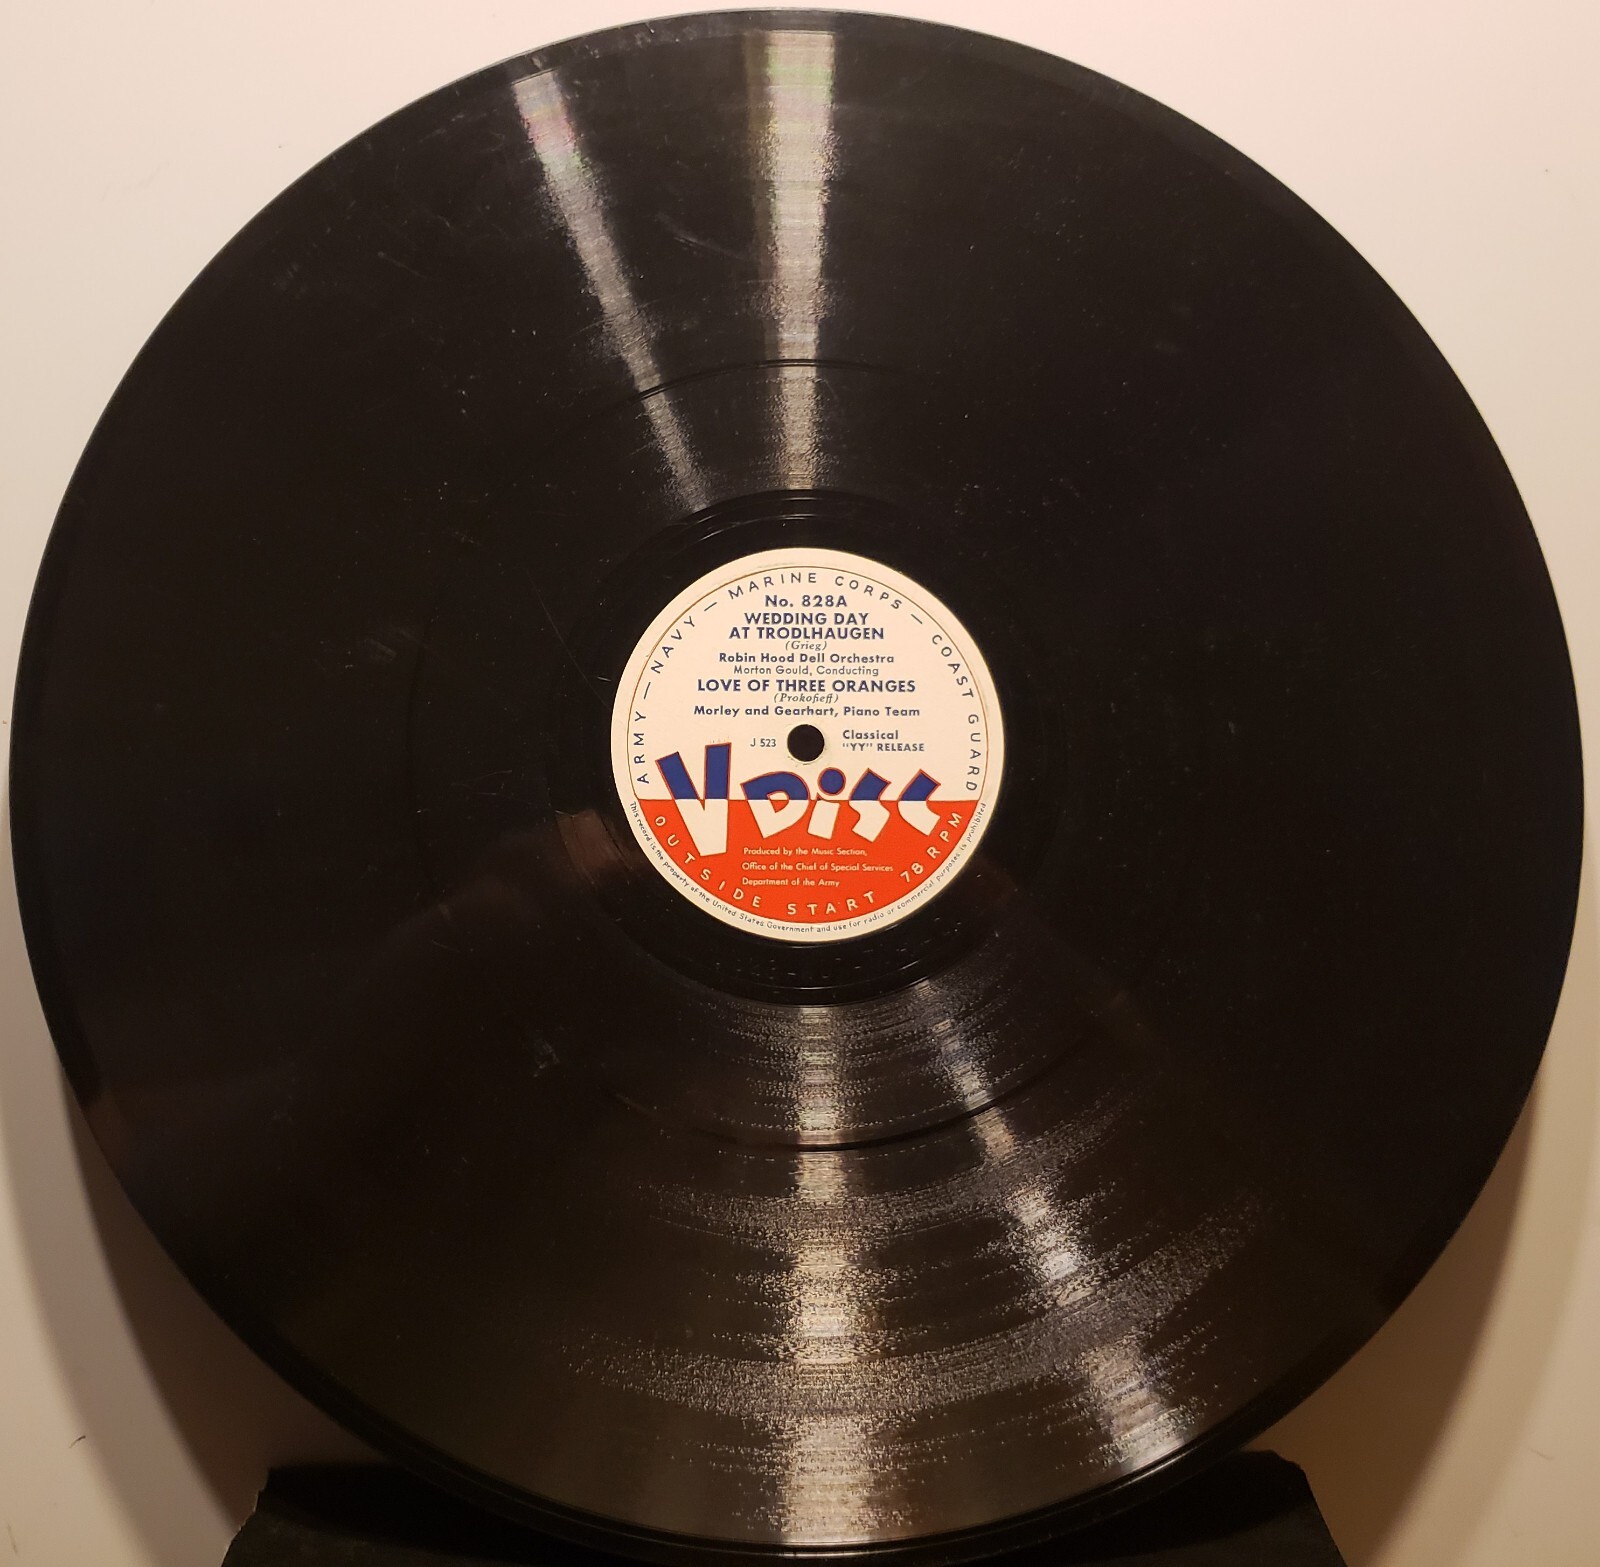 ARMY — NAVY — MARINE CORPS — COAST GUARD
No. 828A
WEDDING DAY
AT TRODLHAUGEN
(Grieg)
Robin Hood Dell Orchestra
Morton Gould, Conducting
LOVE OF THREE ORANGES
(Prokofieff)
Morley and Gearhart, Piano Team
J 523
Classical
"YY" RELEASE
V DiSC
Produced by the Music Section,
Office of the Chief of Special Services
Department of the Army
OUTSIDE START 78 RPM
This record is the property of the United States Government and use for radio or commercial purposes is prohibited